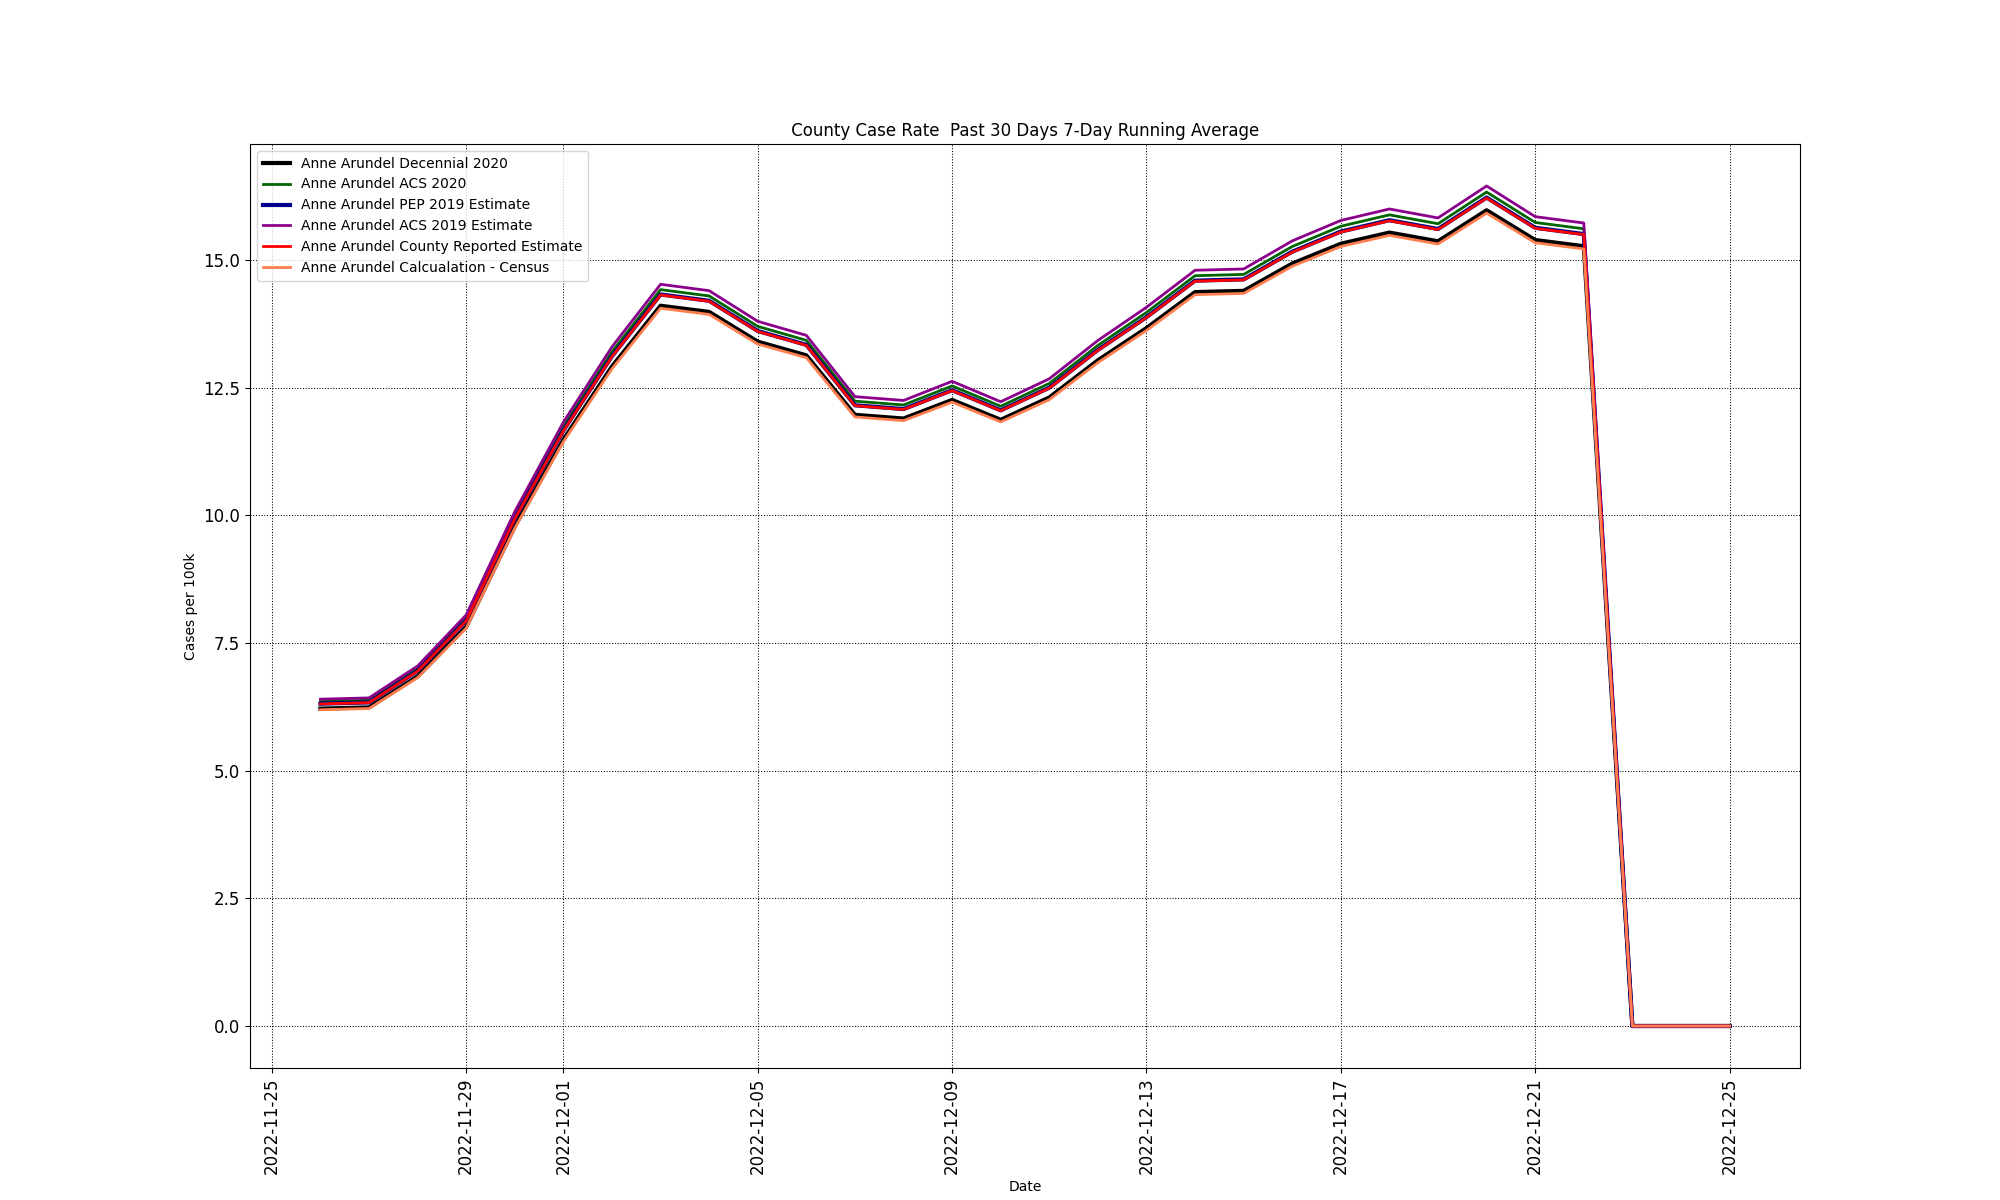 County Case Rate  Past 30 Days 7-Day Running Average
Anne Arundel Decennial 2020
Anne Arundel ACS 2020
Anne Arundel PEP 2019 Estimate
Anne Arundel ACS 2019 Estimate
Anne Arundel County Reported Estimate
Anne Arundel Calcualation - Census
Cases per 100k
15.0
12.5
10.0
7.5
5.0
2.5
0.0
2022-11-25
2022-11-29
2022-12-01
2022-12-05
2022-12-09
2022-12-13
2022-12-17
2022-12-21
2022-12-25
Date